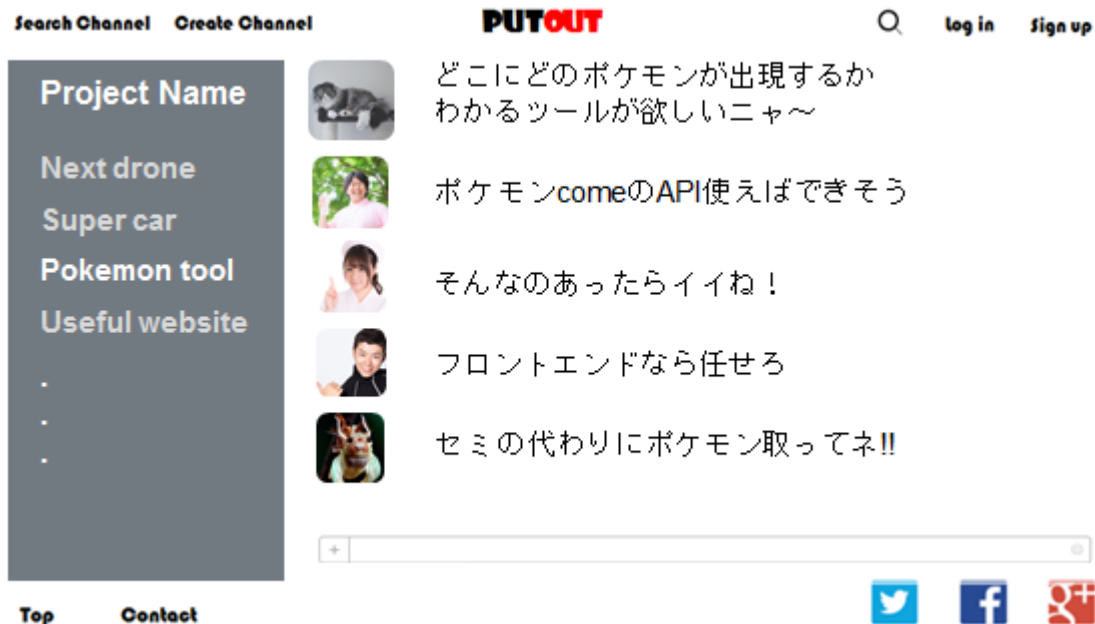 Search Channel Create Channel PUTOUT Log in Sign up
Project Name
Next drone
Super car
Pokemon tool
Useful website
.
.
.
どこにどのポケモンが出現するか
わかるツールが欲しいニャ～
ポケモンcomeのAPI使えばできそう
そんなのあったらイイね！
フロントエンドなら任せろ
セミの代わりにポケモン取ってネ!!
+
Top Contact
g+